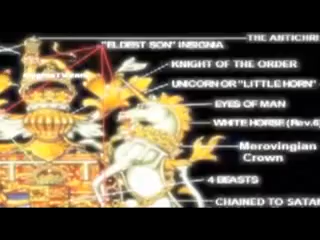 THE ANTICHRI
"ELDEST SON" INSIGNIA
KNIGHT OF THE ORDER
UNICORN OR "LITTLE HORN"
EYES OF MAN
WHITE HORSE (Rev.6)
Merovingian
Crown
4 BEASTS
CHAINED TO SATA